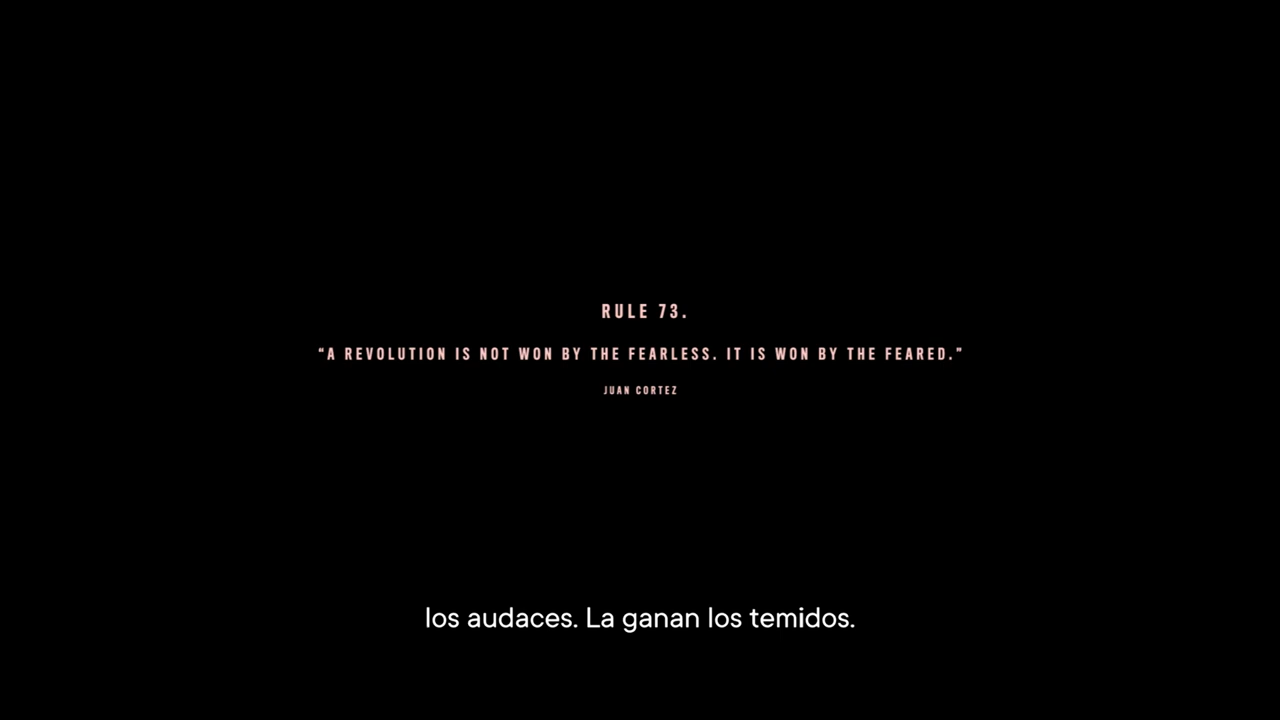 RULE 73.
“A REVOLUTION IS NOT WON BY THE FEARLESS. IT IS WON BY THE FEARED.”
JUAN CORTEZ
los audaces. La ganan los temidos.